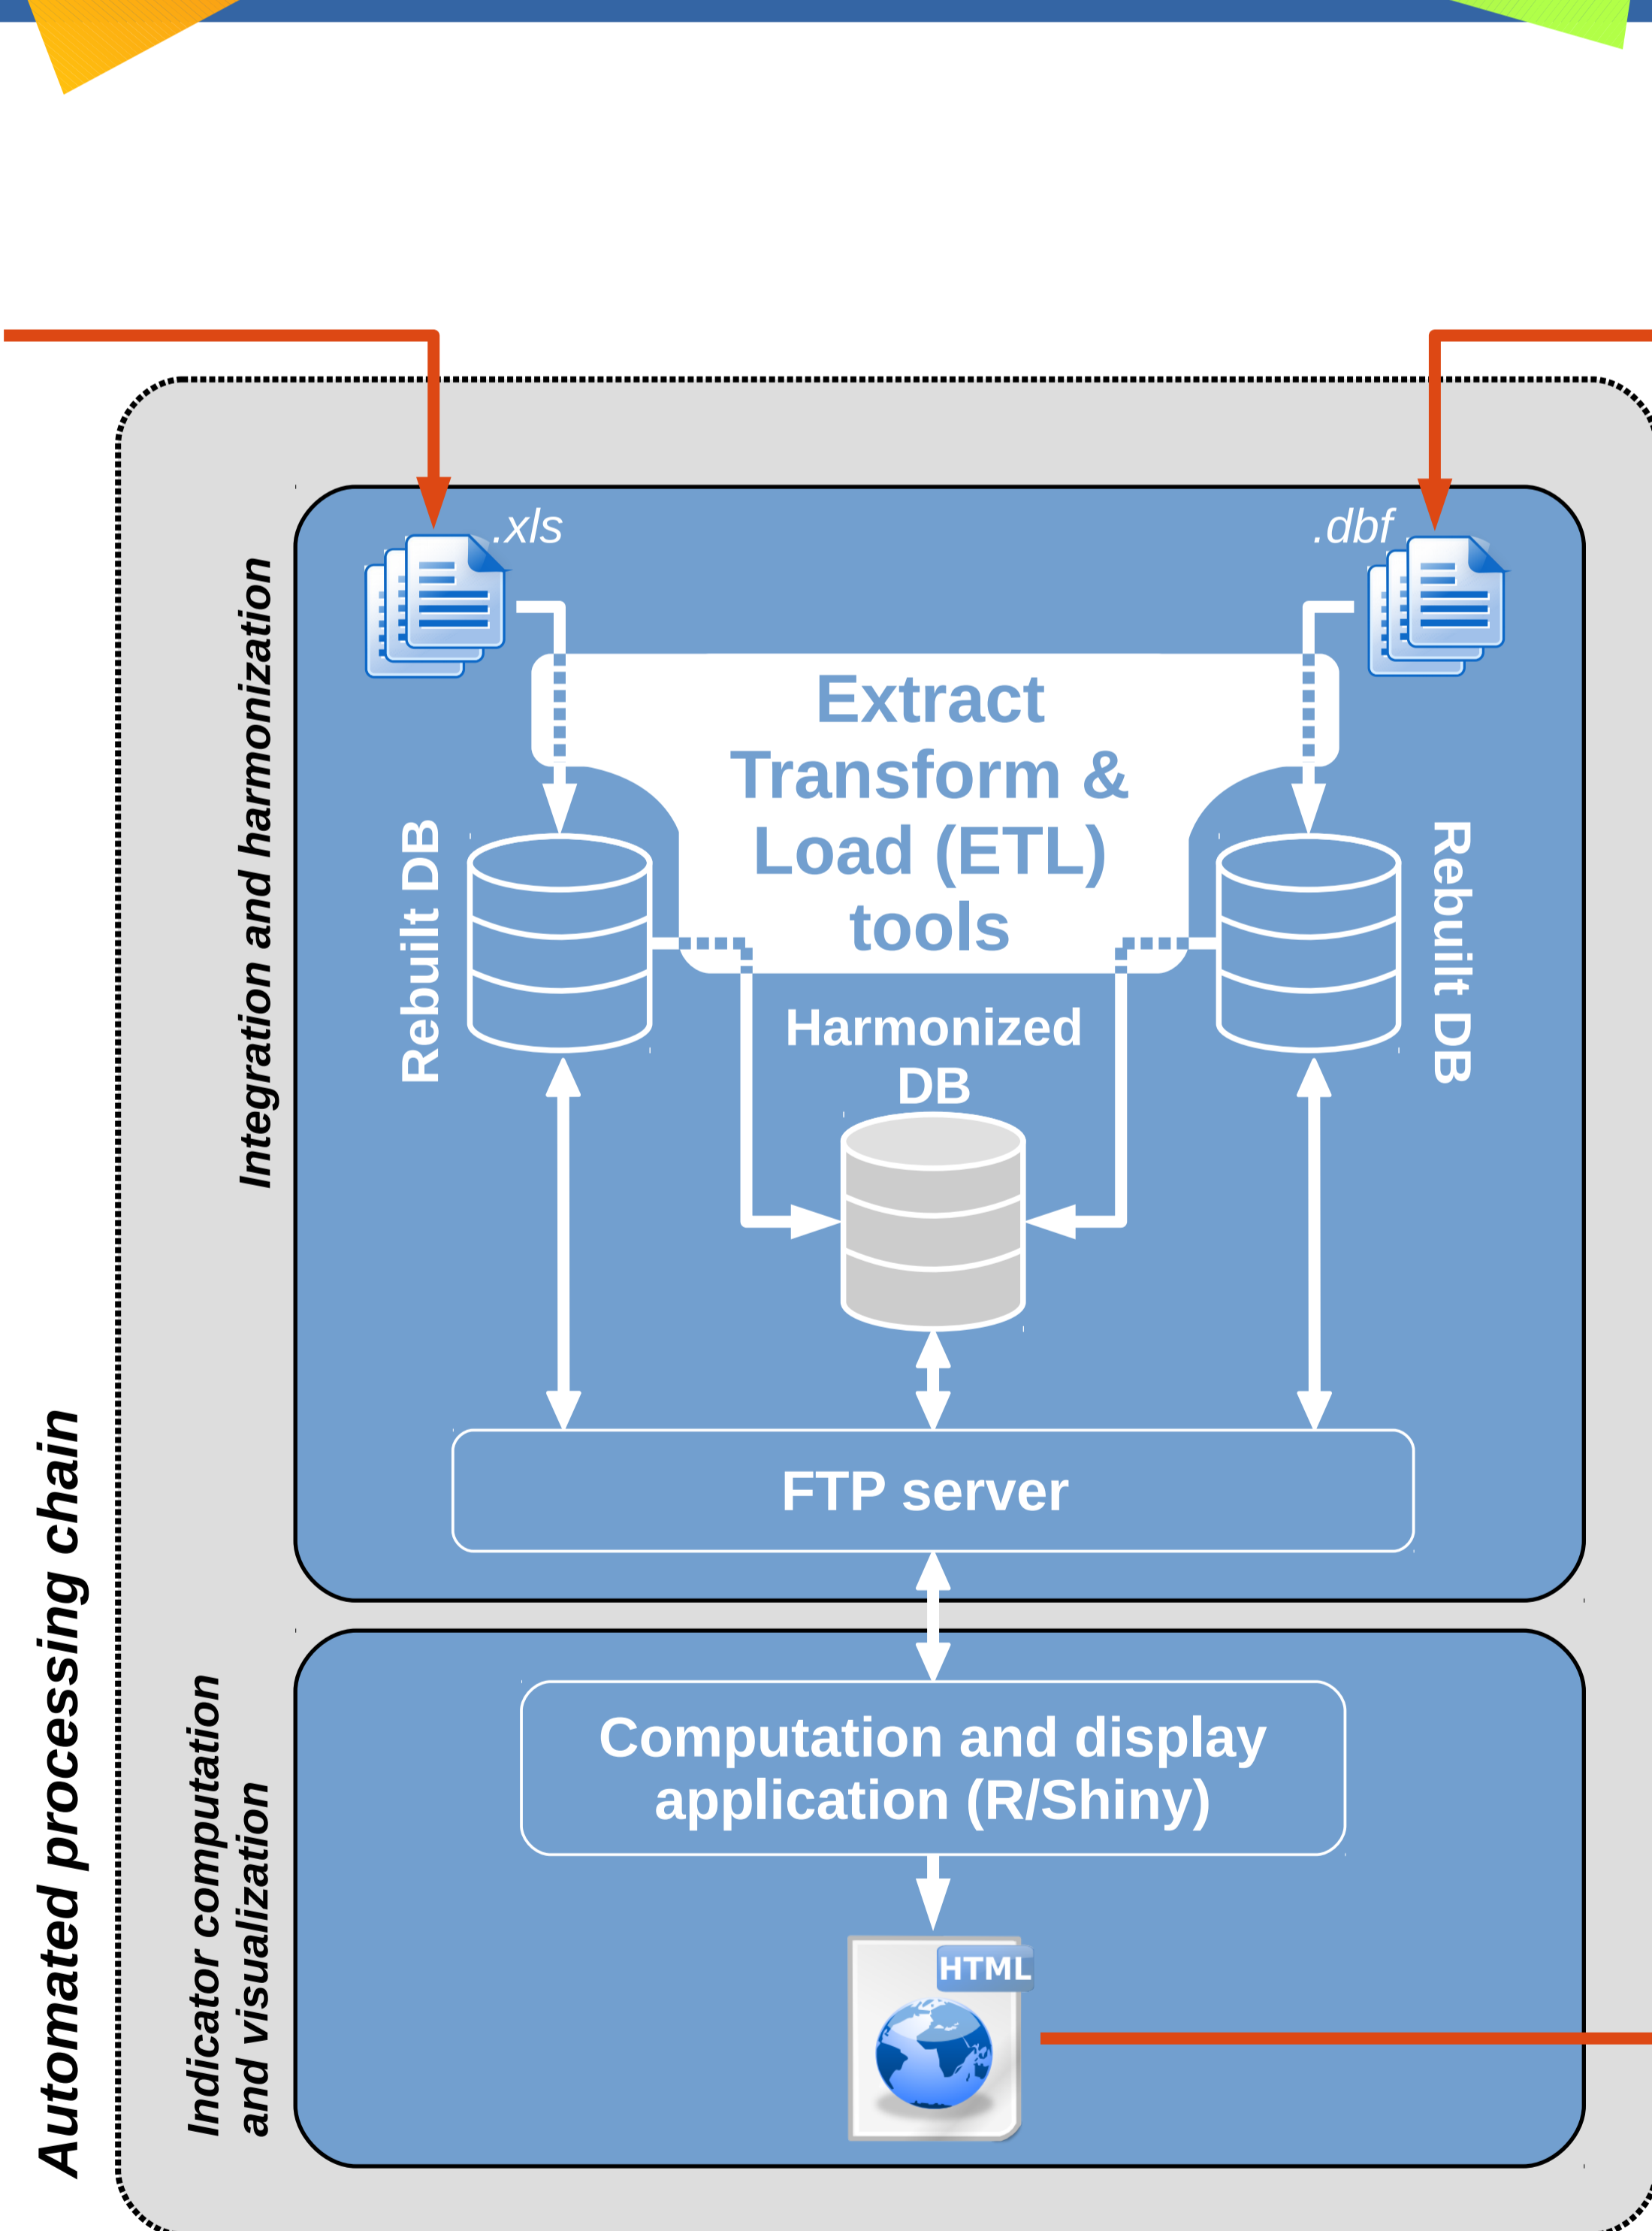 .xls
.dbf
Extract
Transform &
Load (ETL)
tools
Rebuilt DB
Rebuilt DB
Harmonized
DB
FTP server
Integration and harmonization
Computation and display
application (R/Shiny)
HTML
Indicator computation
and visualization
Automated processing chain